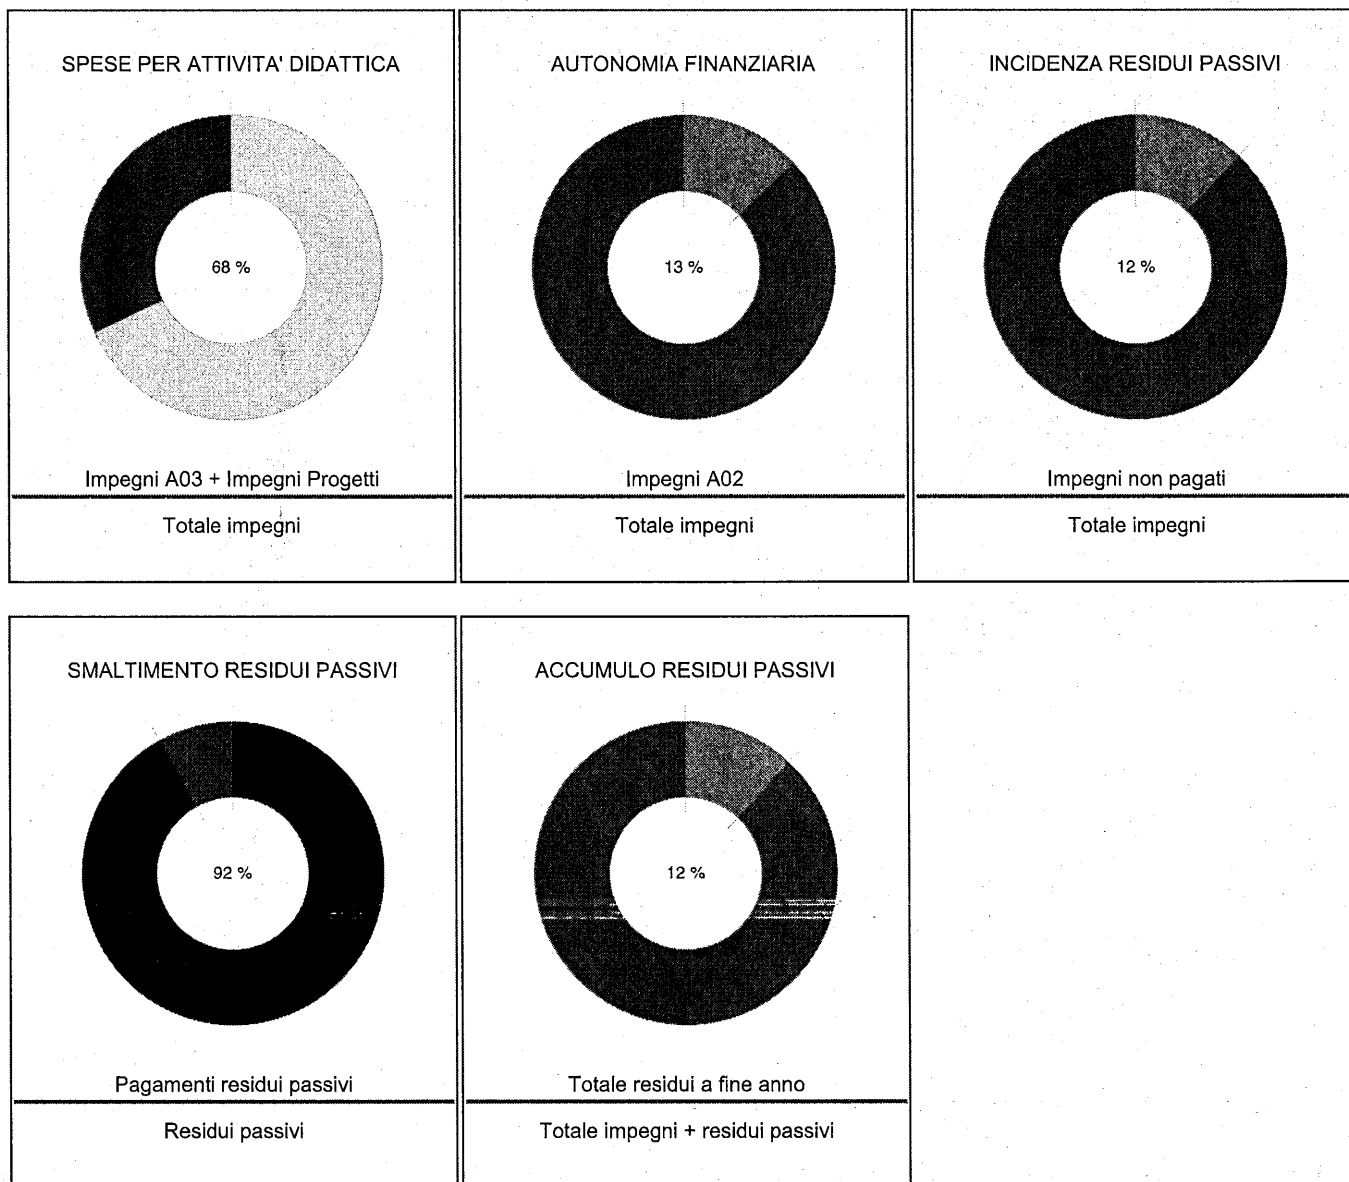 SPESE PER ATTIVITA' DIDATTICA
68 %
Impegni A03 + Impegni Progetti
Totale impegni
AUTONOMIA FINANZIARIA
13 %
Impegni A02
Totale impegni
INCIDENZA RESIDUI PASSIVI
12 %
Impegni non pagati
Totale impegni
SMALTIMENTO RESIDUI PASSIVI
92 %
Pagamenti residui passivi
Residui passivi
ACCUMULO RESIDUI PASSIVI
12 %
Totale residui a fine anno
Totale impegni + residui passivi